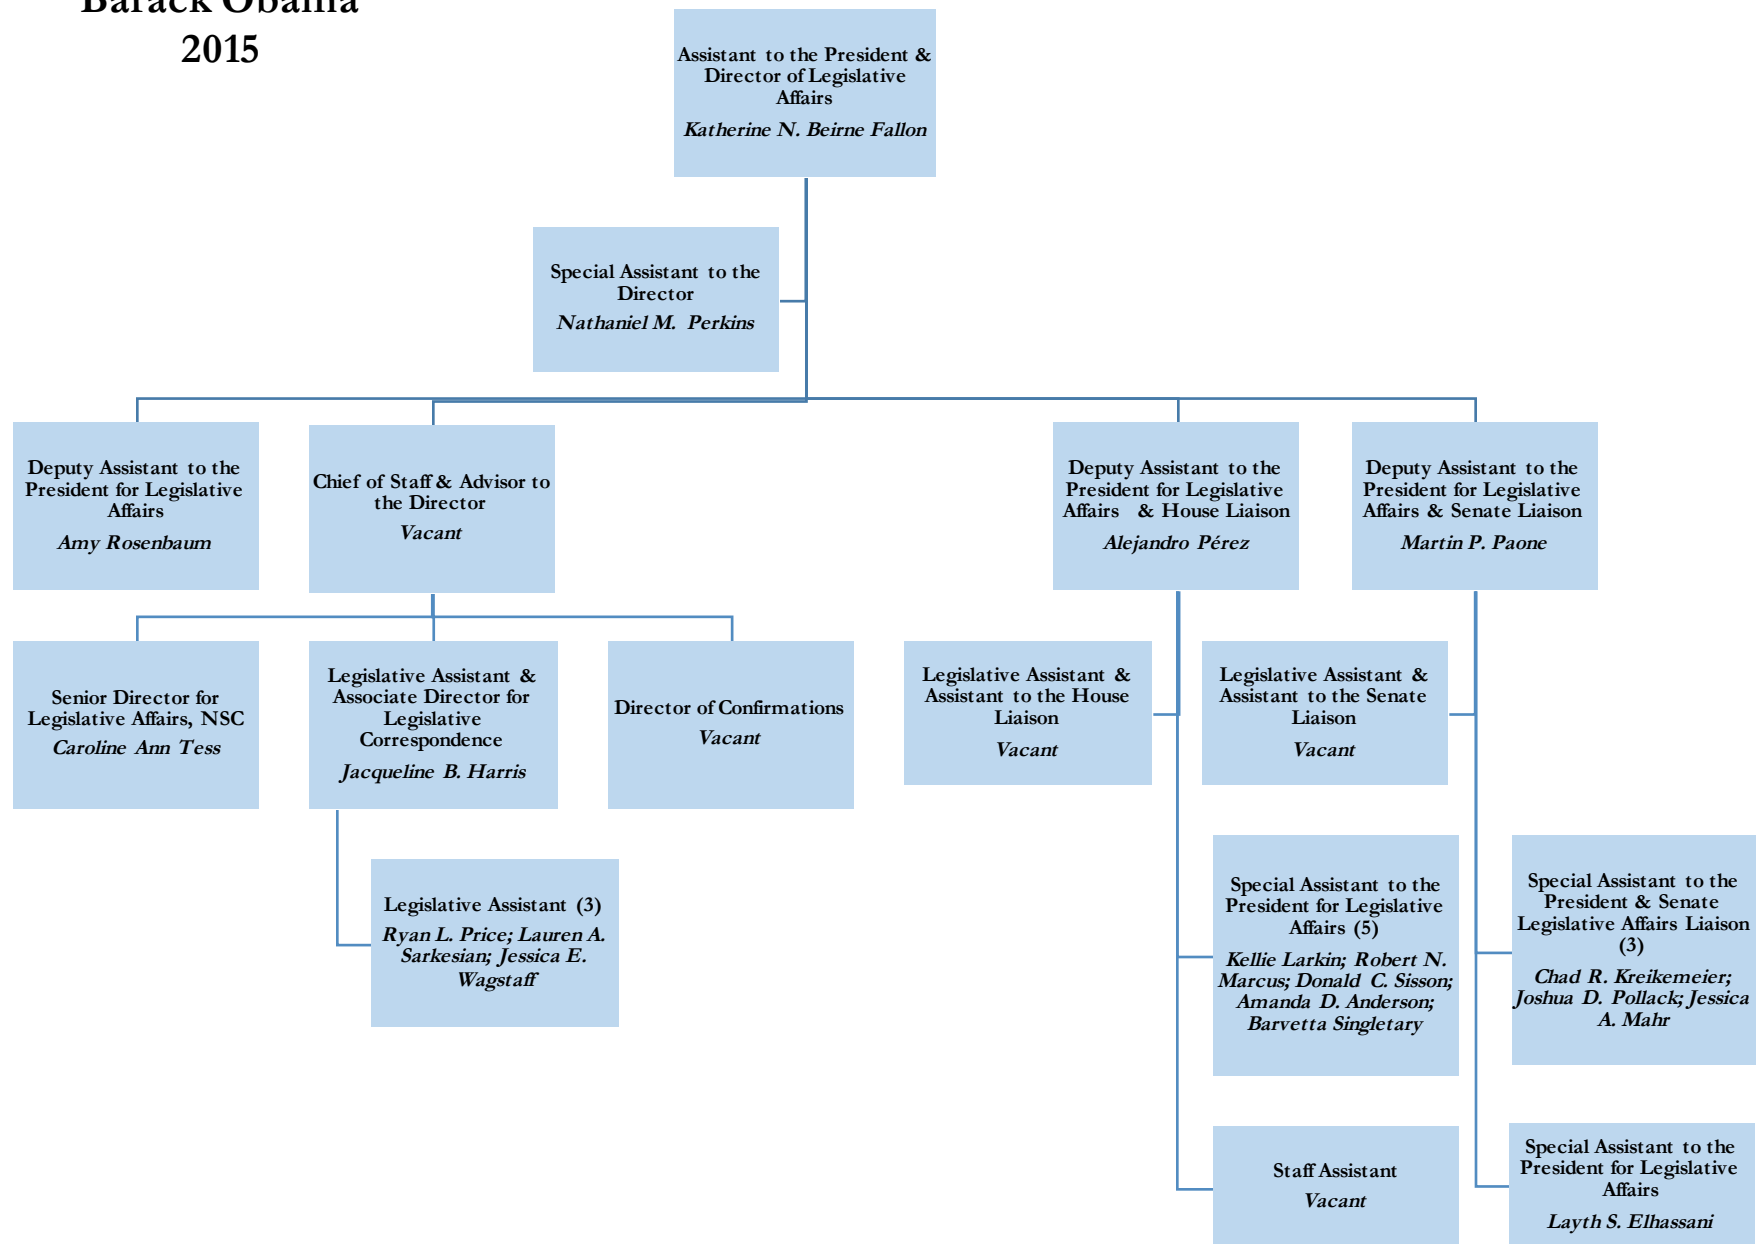 Barack Obama
2015
Assistant to the President &
Director of Legislative
Affairs
Katherine N. Beirne Fallon
Special Assistant to the
Director
Nathaniel M. Perkins
Deputy Assistant to the
President for Legislative
Affairs
Amy Rosenbaum
Chief of Staff & Advisor to
the Director
Vacant
Deputy Assistant to the
President for Legislative
Affairs & House Liaison
Alejandro Pérez
Deputy Assistant to the
President for Legislative
Affairs & Senate Liaison
Martin P. Paone
Senior Director for
Legislative Affairs, NSC
Caroline Ann Tess
Legislative Assistant &
Associate Director for
Legislative
Correspondence
Jacqueline B. Harris
Director of Confirmations
Vacant
Legislative Assistant &
Assistant to the House
Liaison
Vacant
Legislative Assistant &
Assistant to the Senate
Liaison
Vacant
Legislative Assistant (3)
Ryan L. Price; Lauren A.
Sarkesian; Jessica E.
Wagstaff
Special Assistant to the
President for Legislative
Affairs (5)
Kellie Larkin; Robert N.
Marcus; Donald C. Sisson;
Amanda D. Anderson;
Barvetta Singletary
Special Assistant to the
President & Senate
Legislative Affairs Liaison
(3)
Chad R. Kreikemeier;
Joshua D. Pollack; Jessica
A. Mahr
Staff Assistant
Vacant
Special Assistant to the
President for Legislative
Affairs
Layth S. Elhassani